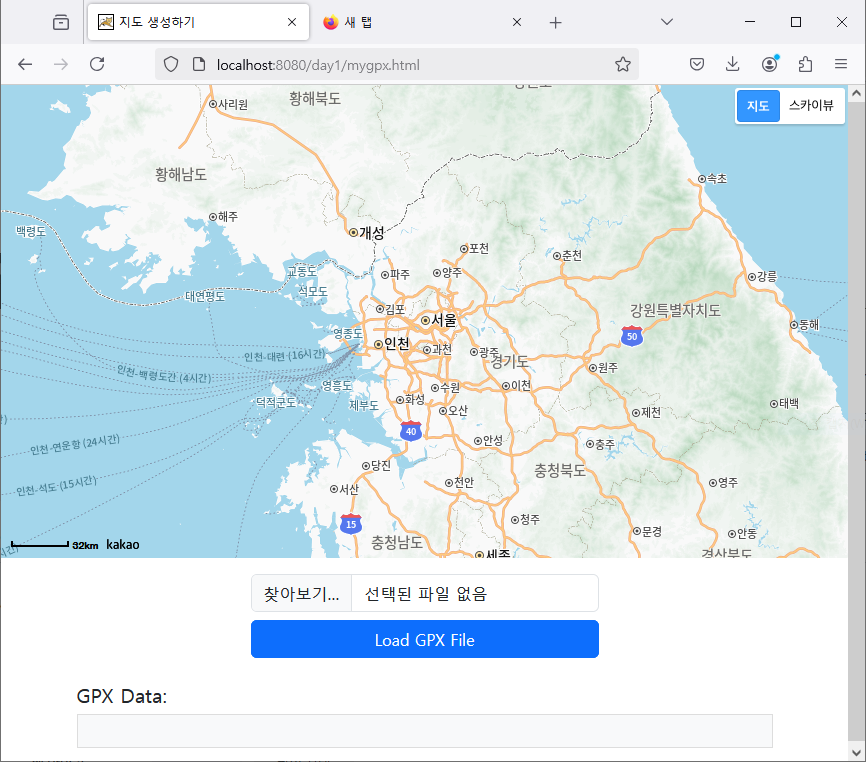 지도 생성하기
새 탭
localhost:8080/day1/mygpx.html
지도 스카이뷰
사리원
황해북도
황해남도
속초
해주
백령도
개성
포천
춘천
교동도
파주
양주
강릉
석모도
대연평도
김포
강원특별자치도
서울
동해
영종도
50
인천
과천
광주
인천-대련 (16시간)
경기도
원주
인천-백령도간 (4시간)
영흥도
수원
이천
덕적군도
제부도
화성
오산
제천
태백
40
인천-연운항 (24시간)
안성
충주
당진
충청북도
인천-석도 (15시간)
서산
천안
영주
15
청주
문경
안동
충청남도
32km kakao
세종
경상북도
찾아보기... 선택된 파일 없음
Load GPX File
GPX Data: